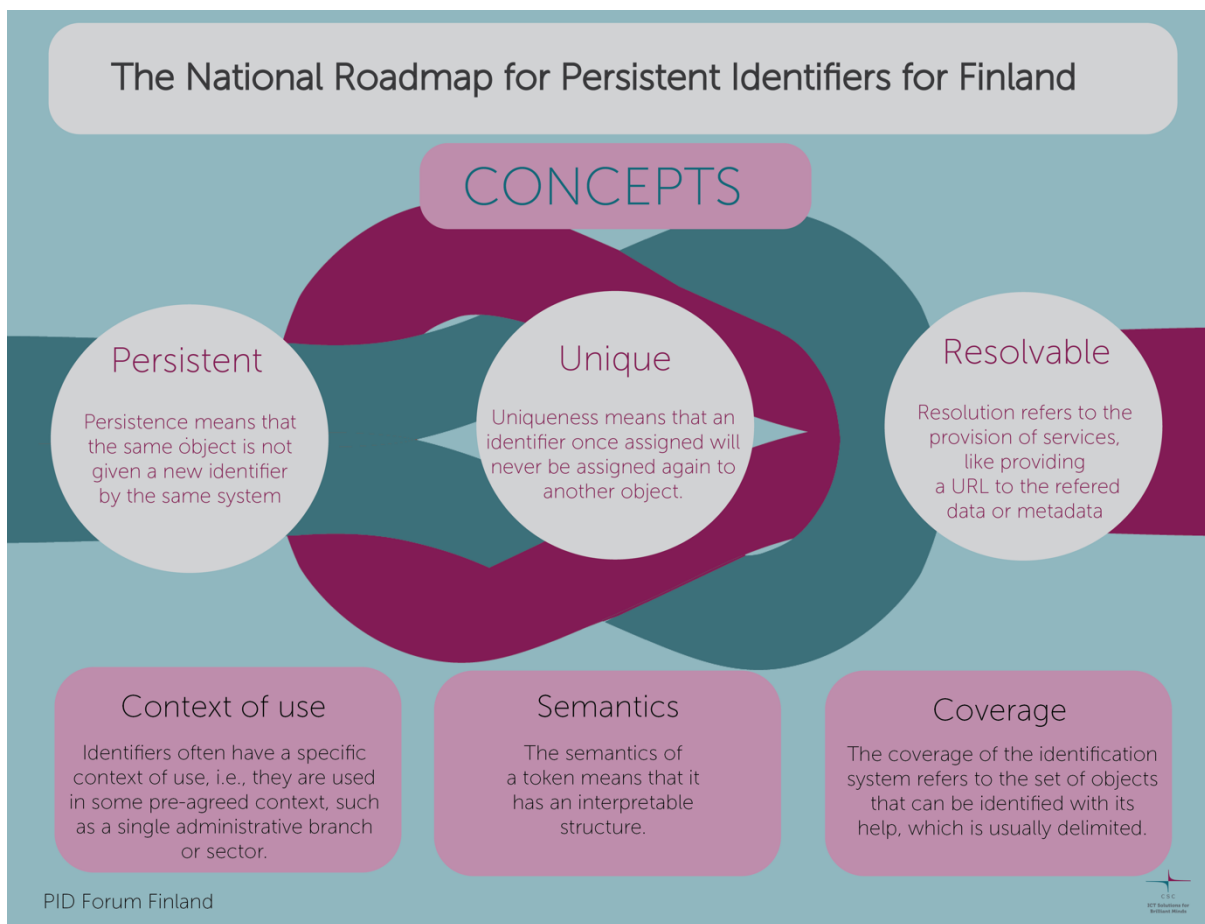 The National Roadmap for Persistent Identifiers for Finland
CONCEPTS
Persistent
Persistence means that
the same object is not
given a new identifier
by the same system
Unique
Uniqueness means that an
identifier once assigned will
never be assigned again to
another object.
Resolvable
Resolution refers to the
provision of services,
like providing
a URL to the refered
data or metadata
Context of use
Identifiers often have a specific
context of use, i.e., they are used
in some pre-agreed context, such
as a single administrative branch
or sector.
Semantics
The semantics of
a token means that it
has an interpretable
structure.
Coverage
The coverage of the identification
system refers to the set of objects
that can be identified with its
help, which is usually delimited.
PID Forum Finland
CSC
ICT Solutions for
Brilliant Minds